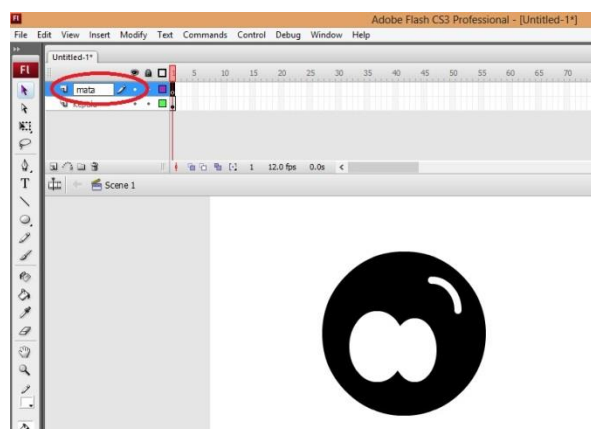 Fl Adobe Flash CS3 Professional - [Untitled-1*]
File Edit View Insert Modify Text Commands Control Debug Window Help
Untitled-1*
Fl
5 10 15 20 25 30 35 40 45 50 55 60 65 70
mata
1 12.0 fps 0.0s
Scene 1